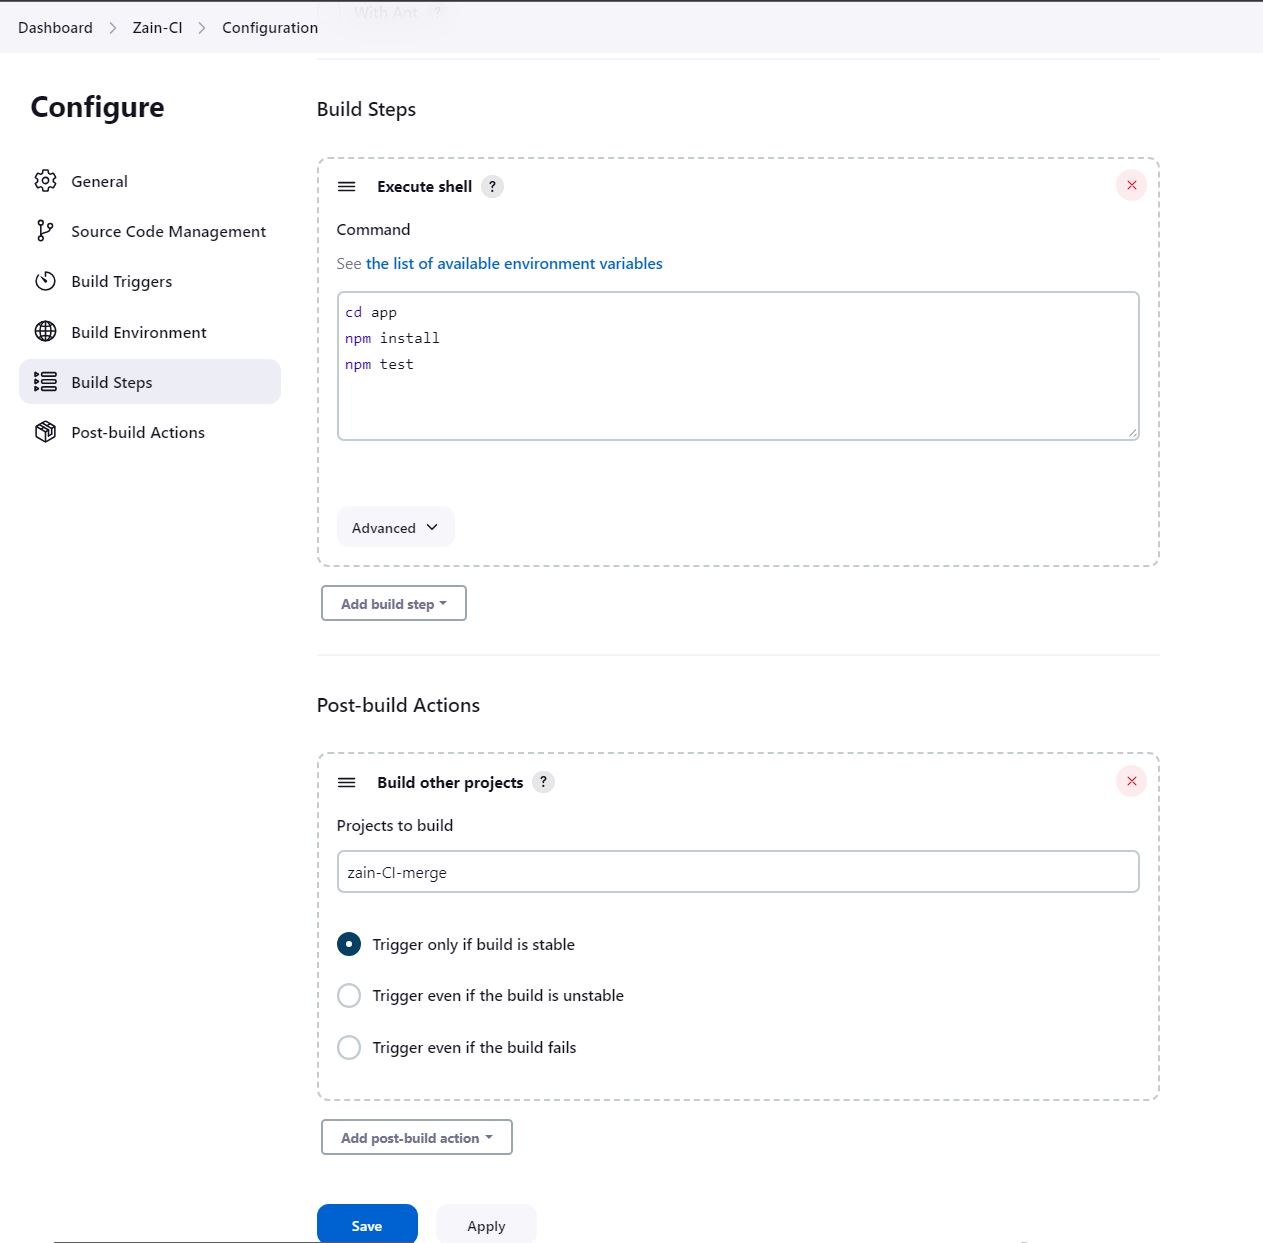 With Ant ?
Dashboard > Zain-CI > Configuration
Configure
General
Source Code Management
Build Triggers
Build Environment
Build Steps
Post-build Actions
Build Steps
Execute shell ?
Command
See the list of available environment variables
cd app
npm install
npm test
Advanced
Add build step
Post-build Actions
Build other projects ?
Projects to build
zain-CI-merge
Trigger only if build is stable
Trigger even if the build is unstable
Trigger even if the build fails
Add post-build action
Save
Apply